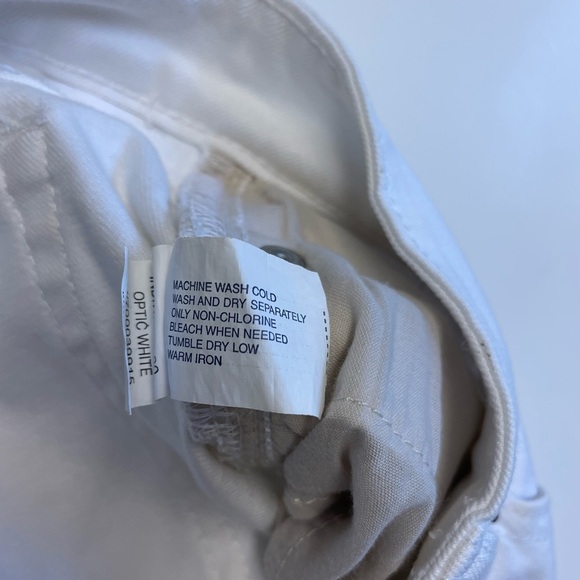 MACHINE WASH COLD
WASH AND DRY SEPARATELY
ONLY NON-CHLORINE
BLEACH WHEN NEEDED
TUMBLE DRY LOW
WARM IRON
OPTIC WHITE